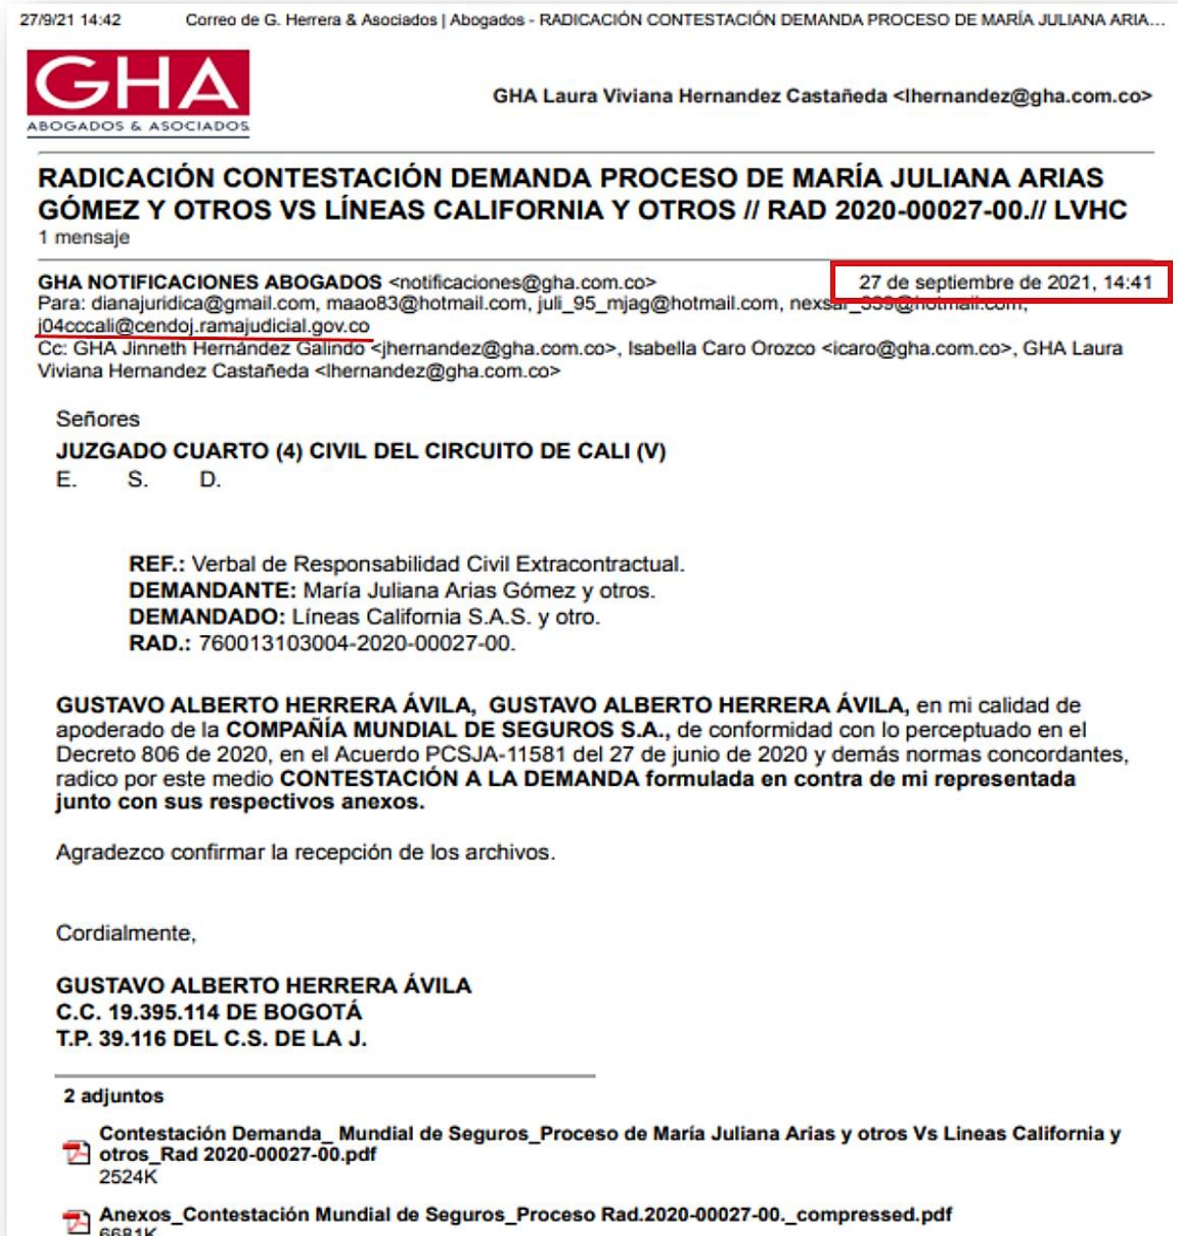 27/9/21 14:42 Correo de G. Herrera & Asociados | Abogados - RADICACIÓN CONTESTACIÓN DEMANDA PROCESO DE MARÍA JULIANA ARIA...
GHA
ABOGADOS & ASOCIADOS
GHA Laura Viviana Hernandez Castañeda <lhernandez@gha.com.co>
RADICACIÓN CONTESTACIÓN DEMANDA PROCESO DE MARÍA JULIANA ARIAS
GÓMEZ Y OTROS VS LÍNEAS CALIFORNIA Y OTROS // RAD 2020-00027-00.// LVHC
1 mensaje
GHA NOTIFICACIONES ABOGADOS <notificaciones@gha.com.co> 27 de septiembre de 2021, 14:41
Para: dianajuridica@gmail.com, maao83@hotmail.com, juli_95_mjag@hotmail.com, nexsar_339@hotmail.com,
j04cccali@cendoj.ramajudicial.gov.co
Cc: GHA Jinneth Hernández Galindo <jhernandez@gha.com.co>, Isabella Caro Orozco <icaro@gha.com.co>, GHA Laura
Viviana Hernandez Castañeda <lhernandez@gha.com.co>
Señores
JUZGADO CUARTO (4) CIVIL DEL CIRCUITO DE CALI (V)
E. S. D.
REF.: Verbal de Responsabilidad Civil Extracontractual.
DEMANDANTE: María Juliana Arias Gómez y otros.
DEMANDADO: Líneas California S.A.S. y otro.
RAD.: 760013103004-2020-00027-00.
GUSTAVO ALBERTO HERRERA ÁVILA, GUSTAVO ALBERTO HERRERA ÁVILA, en mi calidad de
apoderado de la COMPAÑÍA MUNDIAL DE SEGUROS S.A., de conformidad con lo perceptuado en el
Decreto 806 de 2020, en el Acuerdo PCSJA-11581 del 27 de junio de 2020 y demás normas concordantes,
radico por este medio CONTESTACIÓN A LA DEMANDA formulada en contra de mi representada
junto con sus respectivos anexos.
Agradezco confirmar la recepción de los archivos.
Cordialmente,
GUSTAVO ALBERTO HERRERA ÁVILA
C.C. 19.395.114 DE BOGOTÁ
T.P. 39.116 DEL C.S. DE LA J.
2 adjuntos
Contestación Demanda_ Mundial de Seguros_Proceso de María Juliana Arias y otros Vs Lineas California y
otros_Rad 2020-00027-00.pdf
2524K
Anexos_Contestación Mundial de Seguros_Proceso Rad.2020-00027-00._compressed.pdf
6681K